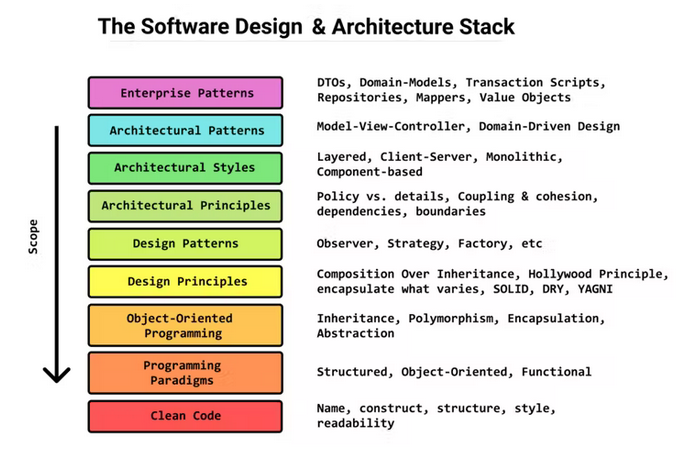 The Software Design & Architecture Stack
Enterprise Patterns
DTOs, Domain-Models, Transaction Scripts,
Repositories, Mappers, Value Objects
Architectural Patterns
Model-View-Controller, Domain-Driven Design
Architectural Styles
Layered, Client-Server, Monolithic,
Component-based
Architectural Principles
Policy vs. details, Coupling & cohesion,
dependencies, boundaries
Scope
Design Patterns
Observer, Strategy, Factory, etc
Design Principles
Composition Over Inheritance, Hollywood Principle,
encapsulate what varies, SOLID, DRY, YAGNI
Object-Oriented
Programming
Inheritance, Polymorphism, Encapsulation,
Abstraction
Programming
Paradigms
Structured, Object-Oriented, Functional
Clean Code
Name, construct, structure, style,
readability